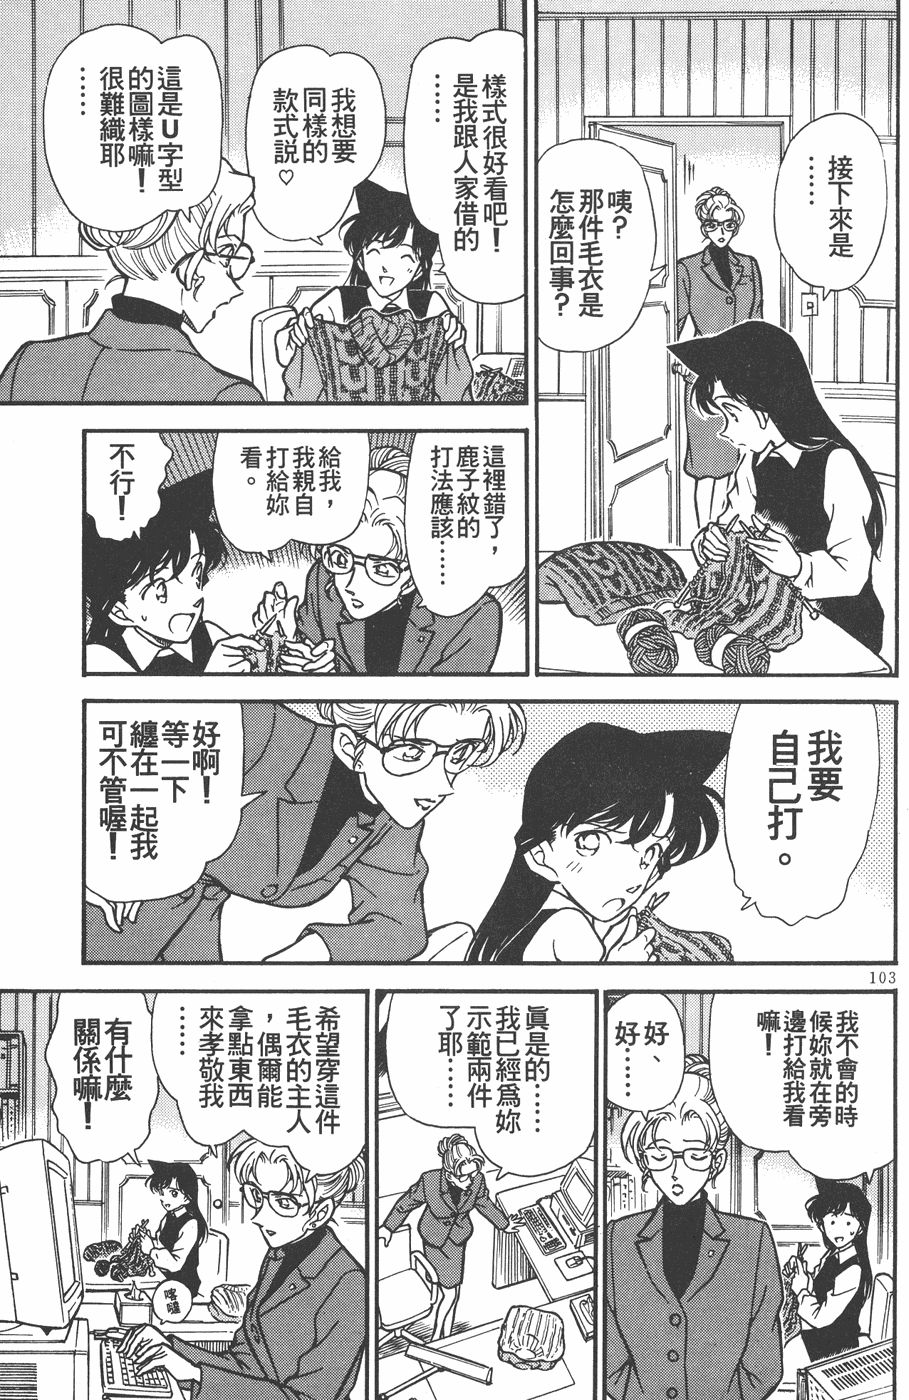 接下來是
……
咦？
那件毛衣是
怎麼回事？
樣式很好看吧！
是我跟人家借的
……
我想要
同樣的
款式說♡
這是U字型
的圖樣嘛！
很難織耶
……
這裡錯了，
鹿子紋的
打法應該……
給我，
我親自
打給妳
看。
不行！
我要
自己打。
好啊！
等一下
纏在一起我
可不管喔！
103
我不會的時
候妳就在旁
邊打給我看
嘛！
好、
好……
眞是的……
我已經爲妳
示範兩件
了耶……
希望穿這件
毛衣的主人
，偶爾能
拿點東西
來孝敬我
……
有什麼
關係嘛！
喀噠